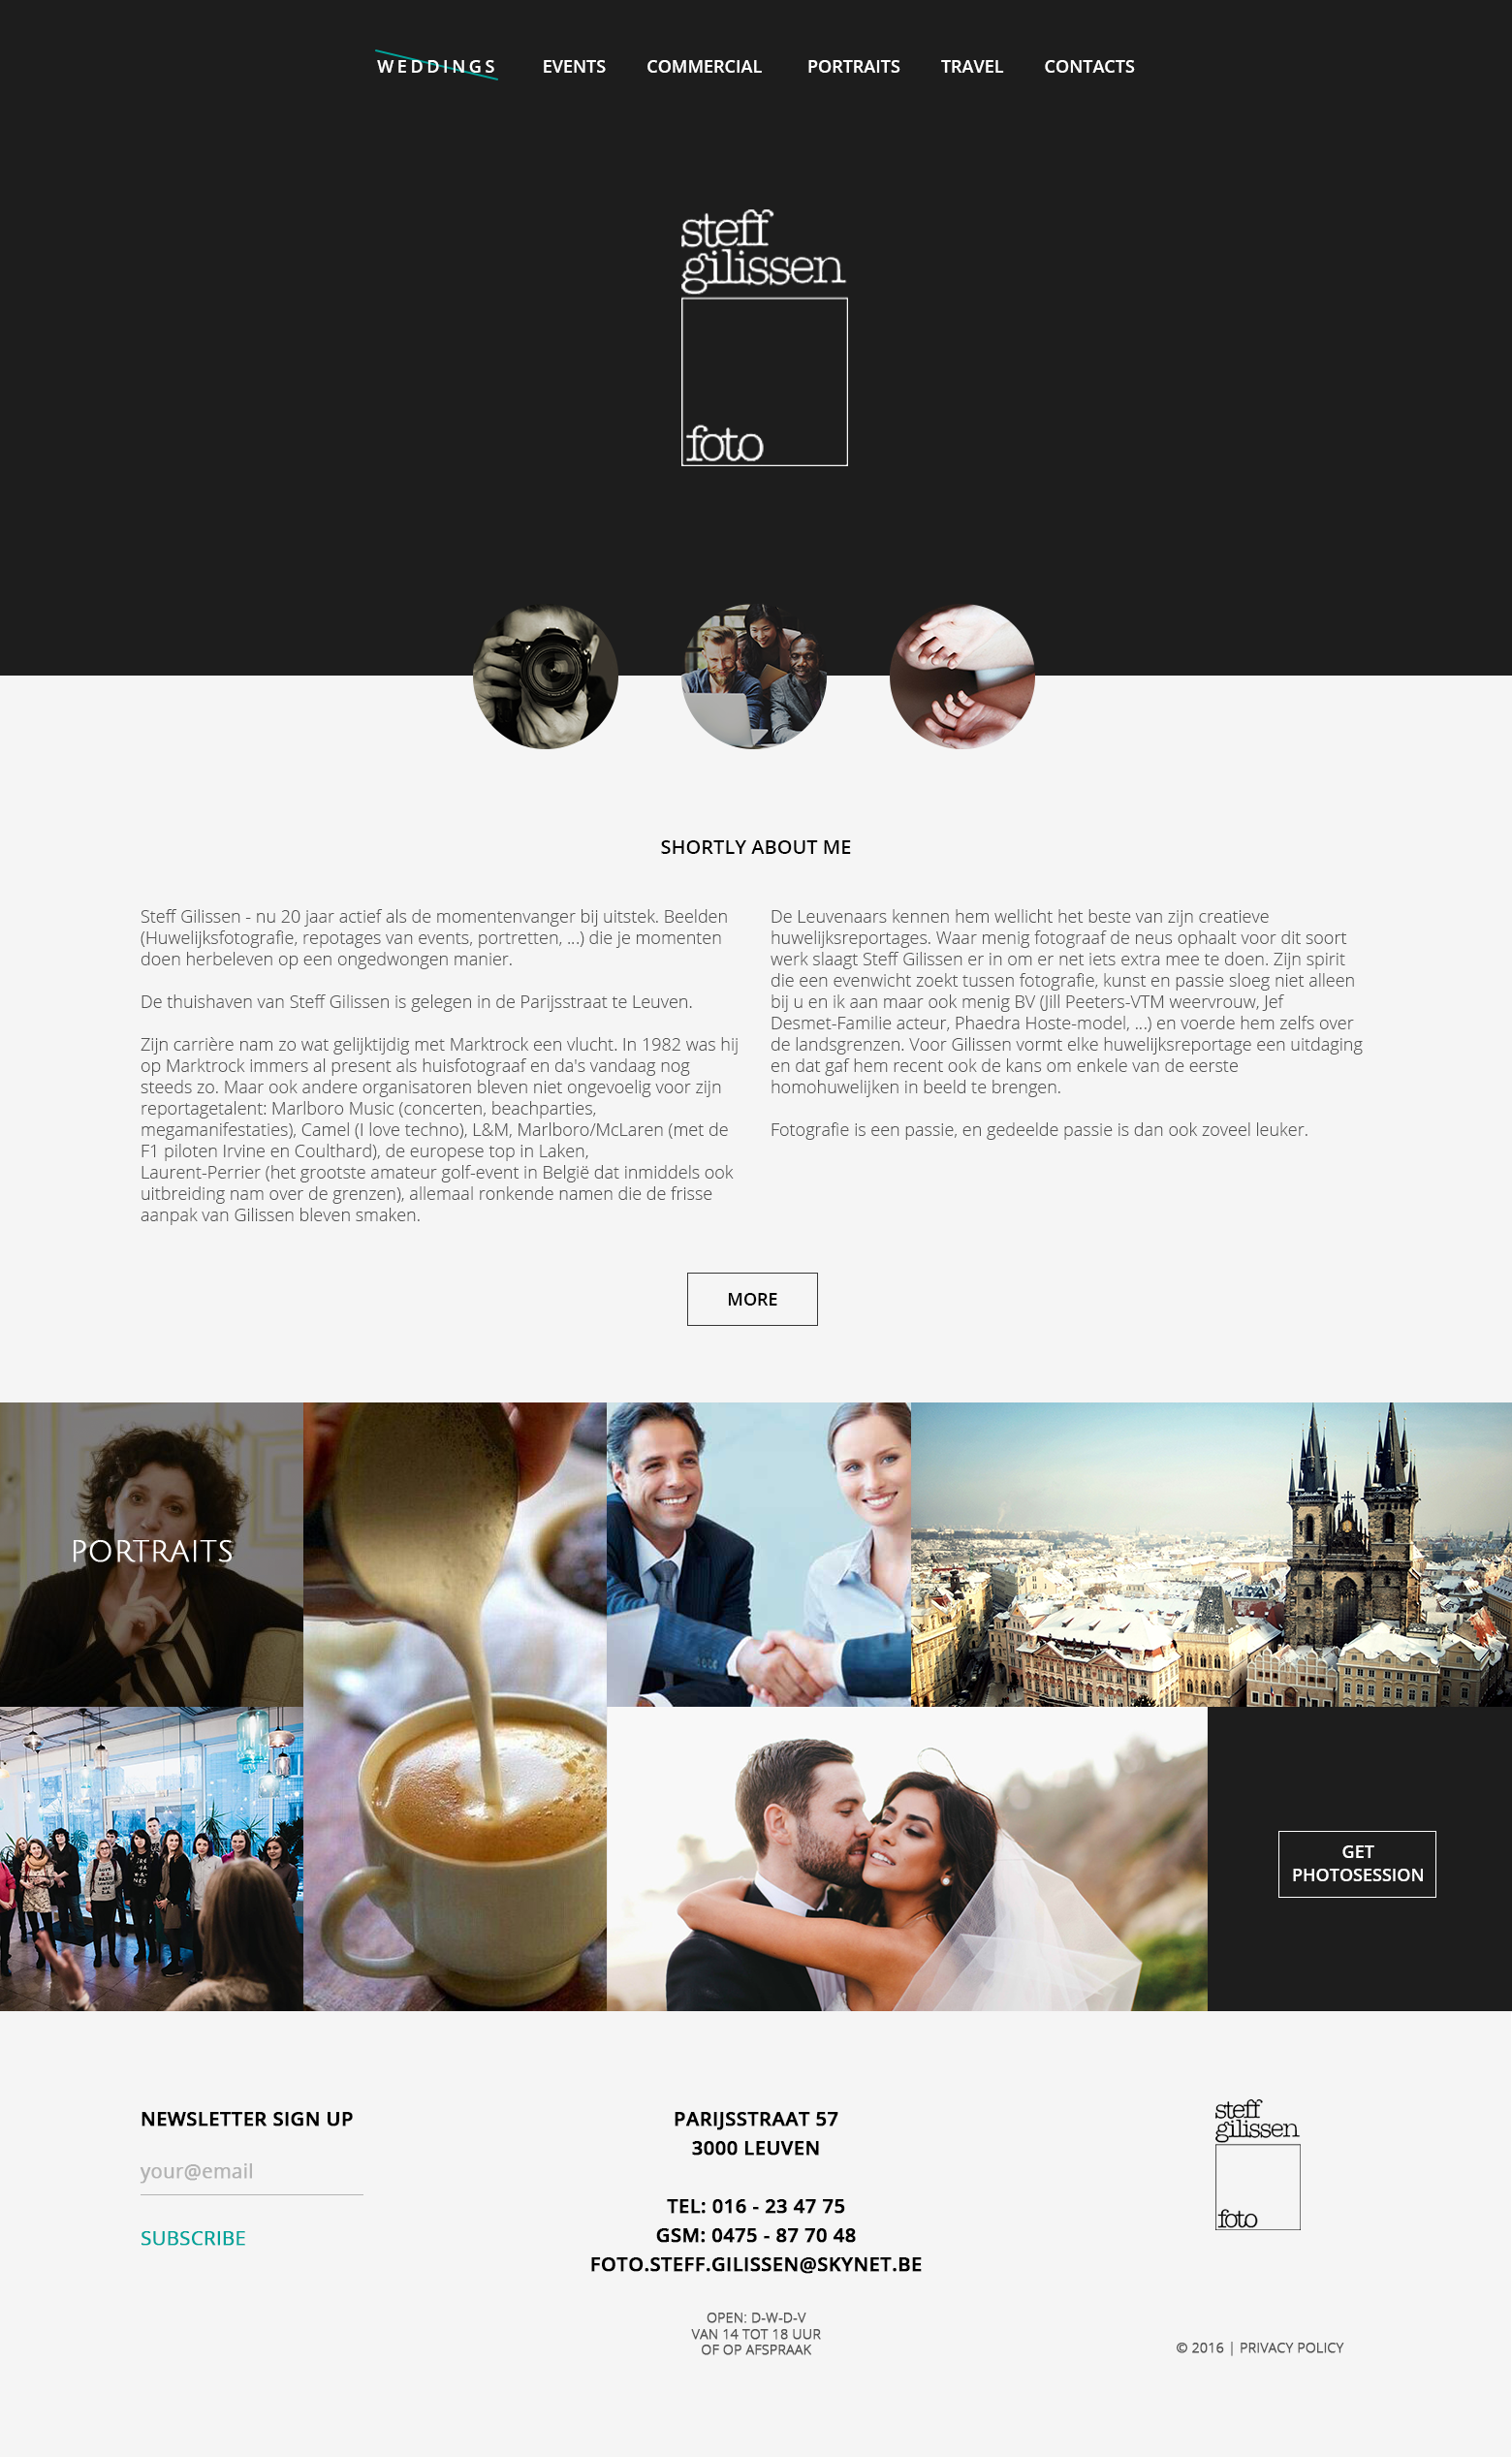 WEDDINGS EVENTS COMMERCIAL PORTRAITS TRAVEL CONTACTS
steff
gilissen
foto
SHORTLY ABOUT ME
Steff Gilissen - nu 20 jaar actief als de momentenvanger bij uitstek. Beelden
(Huwelijksfotografie, repotages van events, portretten, ...) die je momenten
doen herbeleven op een ongedwongen manier.
De thuishaven van Steff Gilissen is gelegen in de Parijsstraat te Leuven.
Zijn carrière nam zo wat gelijktijdig met Marktrock een vlucht. In 1982 was hij
op Marktrock immers al present als huisfotograaf en da's vandaag nog
steeds zo. Maar ook andere organisatoren bleven niet ongevoelig voor zijn
reportagetalent: Marlboro Music (concerten, beachparties,
megamanifestaties), Camel (I love techno), L&M, Marlboro/McLaren (met de
F1 piloten Irvine en Coulthard), de europese top in Laken,
Laurent-Perrier (het grootste amateur golf-event in België dat inmiddels ook
uitbreiding nam over de grenzen), allemaal ronkende namen die de frisse
aanpak van Gilissen bleven smaken.
De Leuvenaars kennen hem wellicht het beste van zijn creatieve
huwelijksreportages. Waar menig fotograaf de neus ophaalt voor dit soort
werk slaagt Steff Gilissen er in om er net iets extra mee te doen. Zijn spirit
die een evenwicht zoekt tussen fotografie, kunst en passie sloeg niet alleen
bij u en ik aan maar ook menig BV (Jill Peeters-VTM weervrouw, Jef
Desmet-Familie acteur, Phaedra Hoste-model, ...) en voerde hem zelfs over
de landsgrenzen. Voor Gilissen vormt elke huwelijksreportage een uitdaging
en dat gaf hem recent ook de kans om enkele van de eerste
homohuwelijken in beeld te brengen.
Fotografie is een passie, en gedeelde passie is dan ook zoveel leuker.
MORE
PORTRAITS
GET
PHOTOSESSION
NEWSLETTER SIGN UP
your@email
SUBSCRIBE
PARIJSSTRAAT 57
3000 LEUVEN
TEL: 016 - 23 47 75
GSM: 0475 - 87 70 48
FOTO.STEFF.GILISSEN@SKYNET.BE
OPEN: D-W-D-V
VAN 14 TOT 18 UUR
OF OP AFSPRAAK
steff
gilissen
foto
© 2016 | PRIVACY POLICY